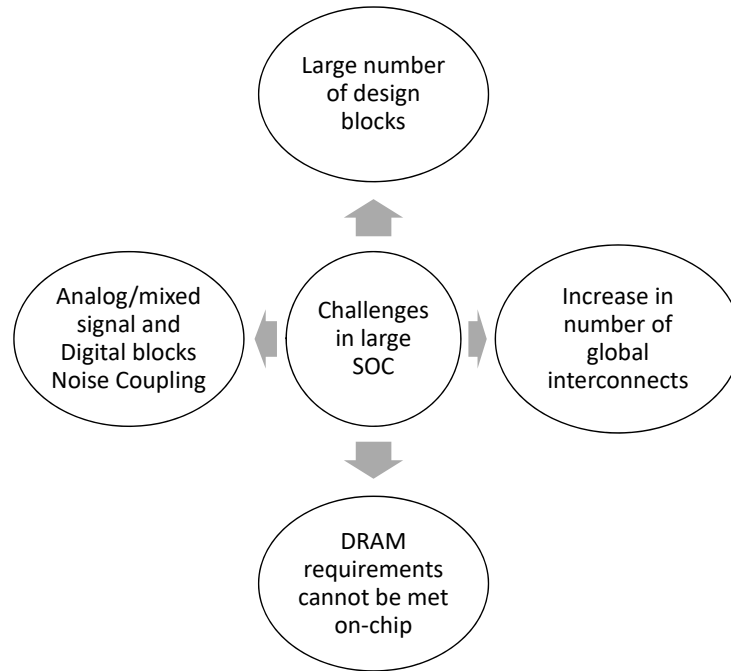 Large number
of design
blocks
Analog/mixed
signal and
Digital blocks
Noise Coupling
Challenges
in large
SOC
Increase in
number of
global
interconnects
DRAM
requirements
cannot be met
on-chip